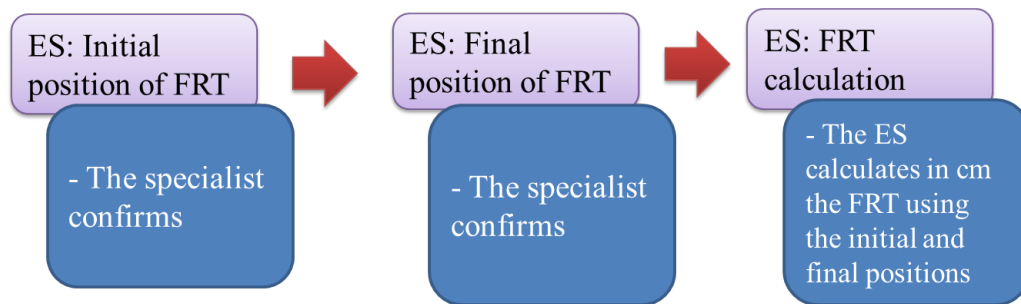 ES: Initial
position of FRT
- The specialist
confirms
ES: Final
position of FRT
- The specialist
confirms
ES: FRT
calculation
- The ES
calculates in cm
the FRT using
the initial and
final positions